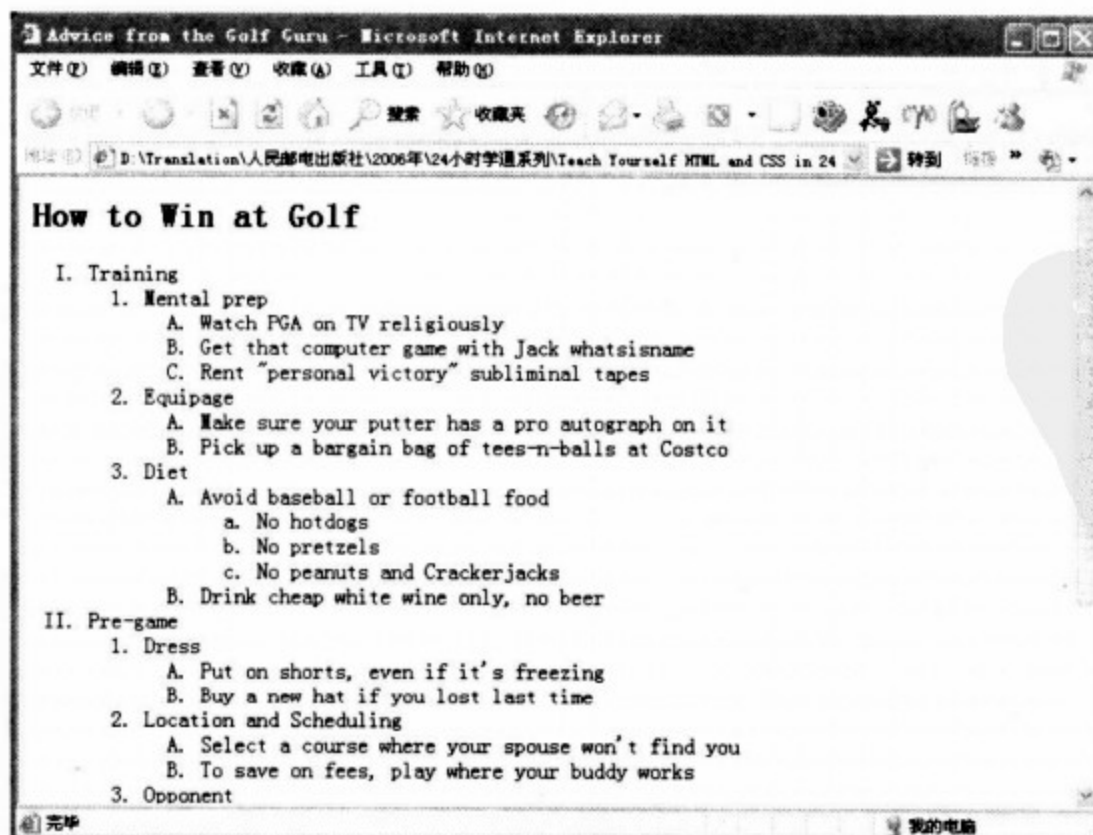 Advice from the Golf Guru - Microsoft Internet Explorer
文件(F) 编辑(E) 查看(V) 收藏(A) 工具(T) 帮助(H)
搜索 收藏夹
地址(D) D:\Translation\人民邮电出版社\2006年\24小时学通系列\Teach Yourself HTML and CSS in 24 转到 »
How to Win at Golf
I. Training
1. Mental prep
A. Watch PGA on TV religiously
B. Get that computer game with Jack whatsisname
C. Rent "personal victory" subliminal tapes
2. Equipage
A. Make sure your putter has a pro autograph on it
B. Pick up a bargain bag of tees-n-balls at Costco
3. Diet
A. Avoid baseball or football food
a. No hotdogs
b. No pretzels
c. No peanuts and Crackerjacks
B. Drink cheap white wine only, no beer
II. Pre-game
1. Dress
A. Put on shorts, even if it's freezing
B. Buy a new hat if you lost last time
2. Location and Scheduling
A. Select a course where your spouse won't find you
B. To save on fees, play where your buddy works
3. Opponent
完毕 我的电脑